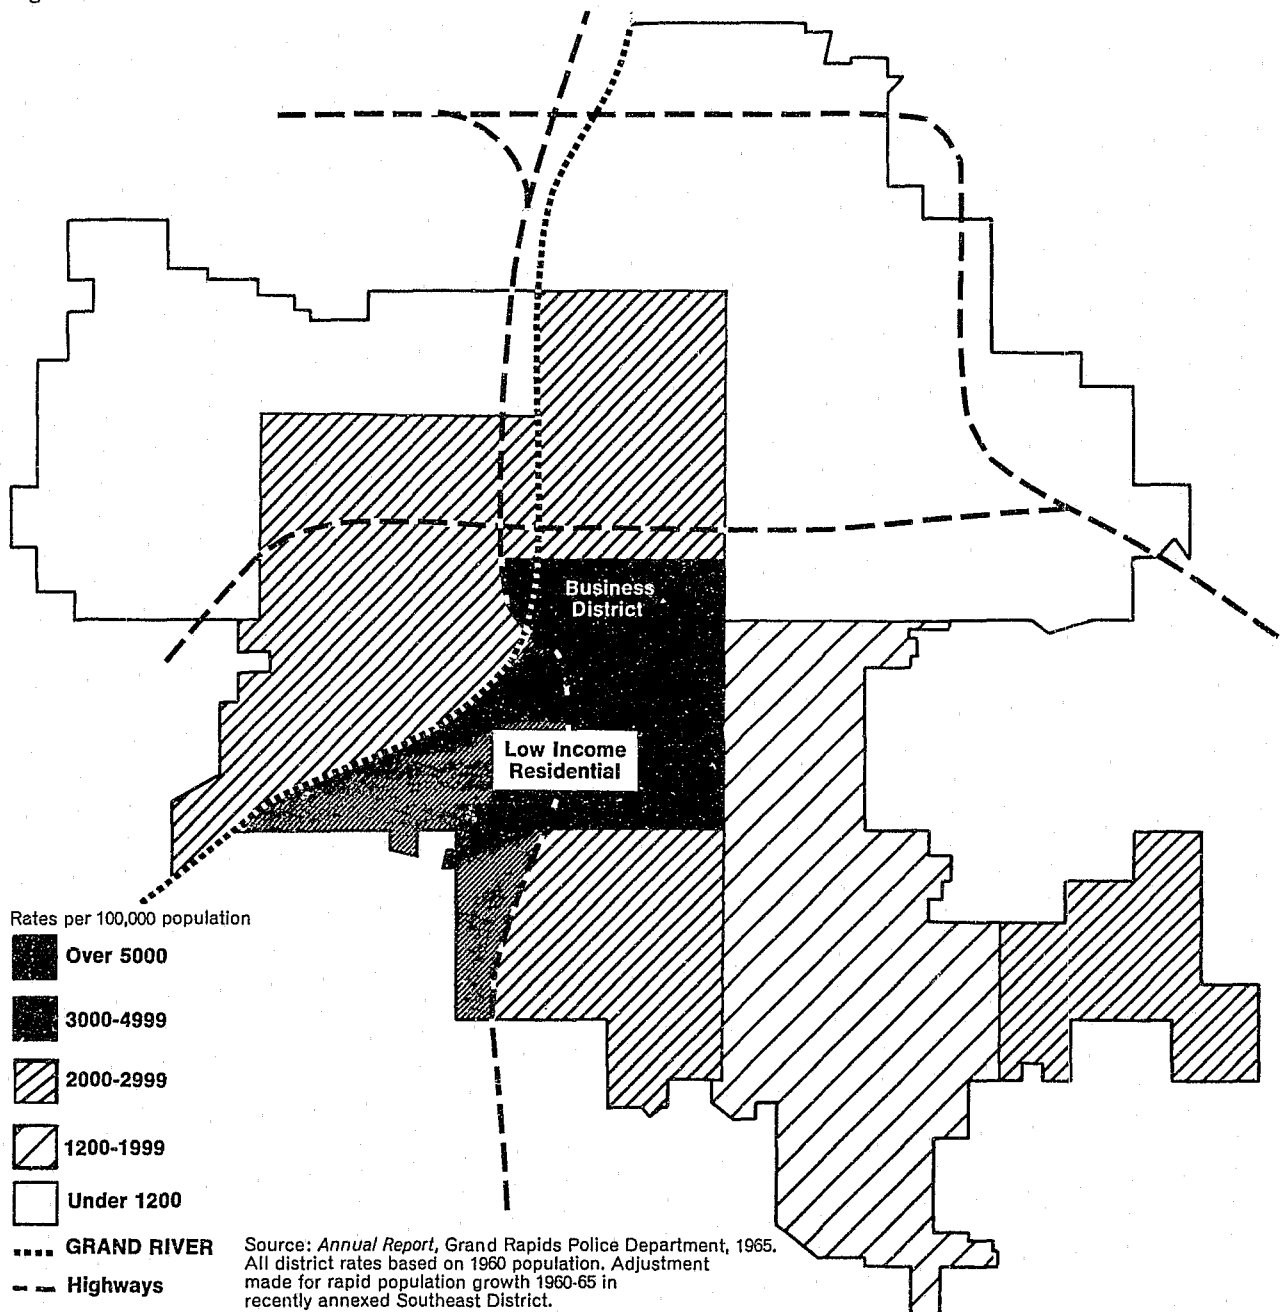 Business
District
Low Income
Residential
Rates per 100,000 population
Over 5000
3000-4999
2000-2999
1200-1999
Under 1200
GRAND RIVER
Highways
Source: Annual Report, Grand Rapids Police Department, 1965.
All district rates based on 1960 population. Adjustment
made for rapid population growth 1960-65 in
recently annexed Southeast District.